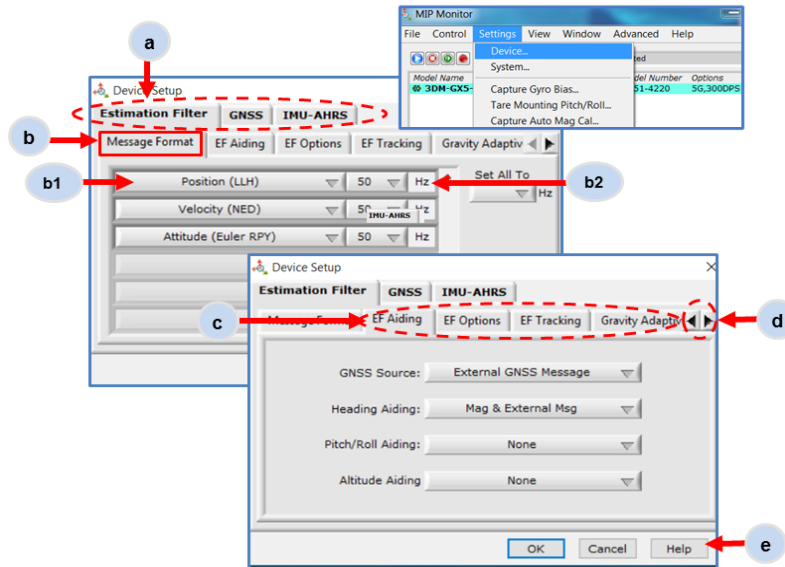 a
MIP Monitor
File Control Settings View Window Advanced Help
Device...
System...
Model Name
3DM-GX5-
del Number Options
51-4220 5G,300DPS
Capture Gyro Bias...
Tare Mounting Pitch/Roll...
Capture Auto Mag Cal...
Device Setup
Estimation Filter GNSS IMU-AHRS
b
Message Format EF Aiding EF Options EF Tracking Gravity Adaptiv
b1
Position (LLH) 50 Hz
b2
Set All To
Hz
Velocity (NED) 50 Hz
IMU-AHRS
Attitude (Euler RPY) 50 Hz
Device Setup
Estimation Filter GNSS IMU-AHRS
c
Message Format EF Aiding EF Options EF Tracking Gravity Adaptiv
d
GNSS Source: External GNSS Message
Heading Aiding: Mag & External Msg
Pitch/Roll Aiding: None
Altitude Aiding None
OK Cancel Help
e